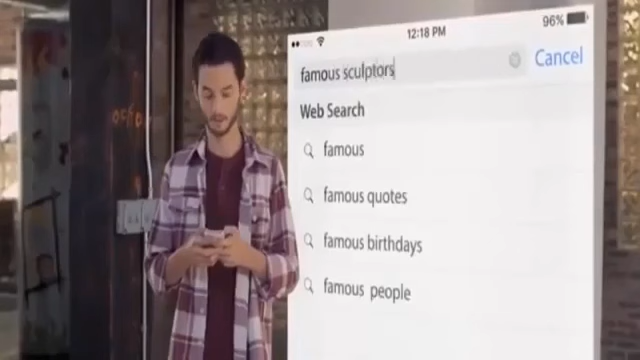 12:18 PM
96%
famous sculptors
Cancel
Web Search
famous
famous quotes
famous birthdays
famous people